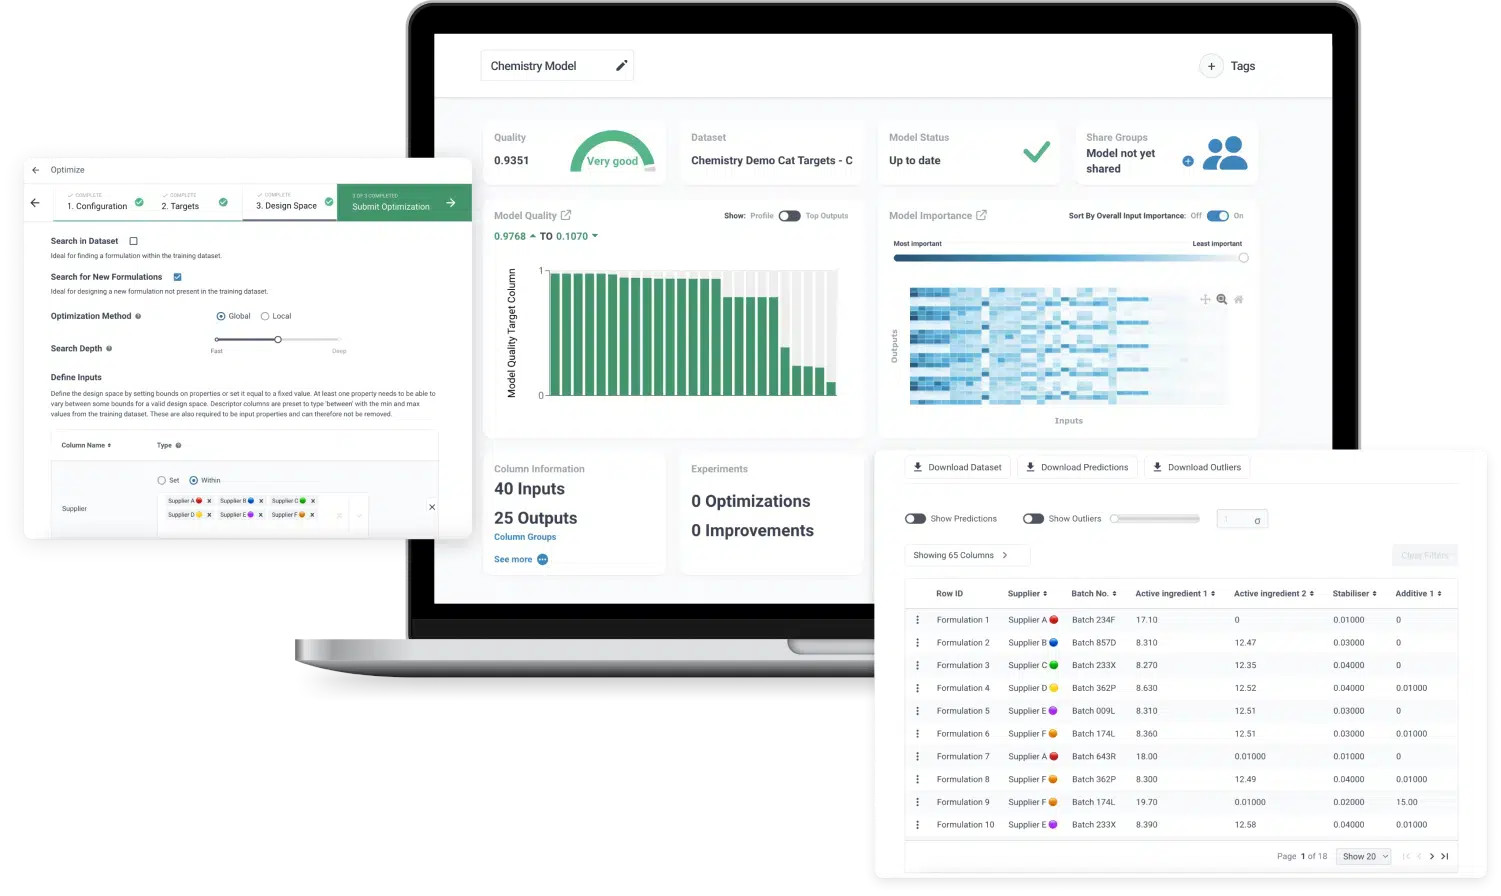 Chemistry Model
+ Tags
Quality
0.9351
Very good
Dataset
Chemistry Demo Cat Targets - C
Model Status
Up to date
Share Groups
Model not yet
shared
Model Quality
Show: Profile Top Outputs
0.9768 TO 0.1070
Model Quality Target Column
1
0
Model Importance
Sort By Overall Input Importance: Off On
Most important Least important
Outputs
Inputs
Column Information
40 Inputs
25 Outputs
Column Groups
See more
Experiments
0 Optimizations
0 Improvements
Optimize
COMPLETE
1. Configuration
COMPLETE
2. Targets
COMPLETE
3. Design Space
3 OF 3 COMPLETED
Submit Optimization
Search in Dataset
Ideal for finding a formulation within the training dataset.
Search for New Formulations
Ideal for designing a new formulation not present in the training dataset.
Optimization Method Global Local
Search Depth
Fast Deep
Define Inputs
Define the design space by setting bounds on properties or set it equal to a fixed value. At least one property needs to be able to
vary between some bounds for a valid design space. Descriptor columns are preset to type 'between' with the min and max
values from the training dataset. These are also required to be input properties and can therefore not be removed.
Column Name Type
Set Within
Supplier
Supplier A x Supplier B x Supplier C x
Supplier D x Supplier E x Supplier F x
Download Dataset Download Predictions Download Outliers
Show Predictions Show Outliers 1 σ
Showing 65 Columns
Clear Filters
Row ID Supplier Batch No. Active ingredient 1 Active ingredient 2 Stabiliser Additive 1
Formulation 1 Supplier A Batch 234F 17.10 0 0.01000 0
Formulation 2 Supplier B Batch 857D 8.310 12.47 0.03000 0
Formulation 3 Supplier C Batch 233X 8.270 12.35 0.04000 0
Formulation 4 Supplier D Batch 362P 8.630 12.52 0.04000 0.01000
Formulation 5 Supplier E Batch 009L 8.310 12.51 0.03000 0
Formulation 6 Supplier F Batch 174L 8.360 12.51 0.03000 0.01000
Formulation 7 Supplier A Batch 643R 18.00 0.01000 0.01000 0
Formulation 8 Supplier F Batch 362P 8.300 12.49 0.04000 0.01000
Formulation 9 Supplier F Batch 174L 19.70 0.01000 0.02000 15.00
Formulation 10 Supplier E Batch 233X 8.390 12.58 0.04000 0.01000
Page 1 of 18 Show 20